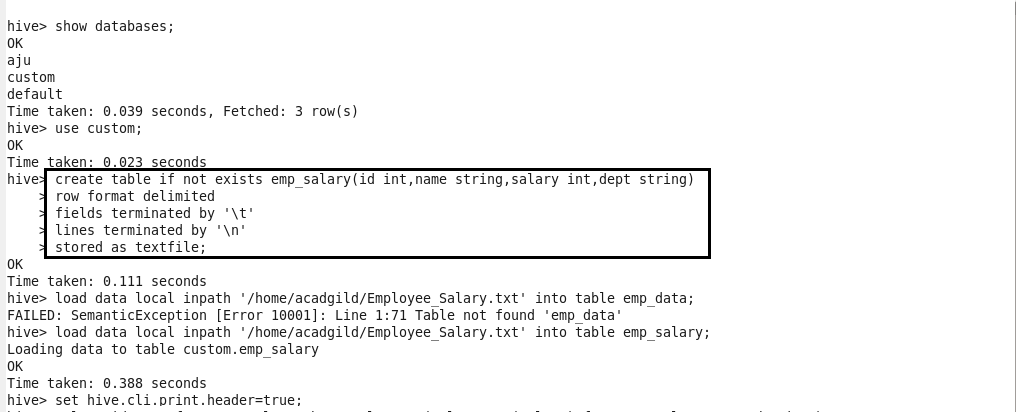 hive> show databases;
OK
aju
custom
default
Time taken: 0.039 seconds, Fetched: 3 row(s)
hive> use custom;
OK
Time taken: 0.023 seconds
hive> create table if not exists emp_salary(id int,name string,salary int,dept string)
> row format delimited
> fields terminated by '\t'
> lines terminated by '\n'
> stored as textfile;
OK
Time taken: 0.111 seconds
hive> load data local inpath '/home/acadgild/Employee_Salary.txt' into table emp_data;
FAILED: SemanticException [Error 10001]: Line 1:71 Table not found 'emp_data'
hive> load data local inpath '/home/acadgild/Employee_Salary.txt' into table emp_salary;
Loading data to table custom.emp_salary
OK
Time taken: 0.388 seconds
hive> set hive.cli.print.header=true;